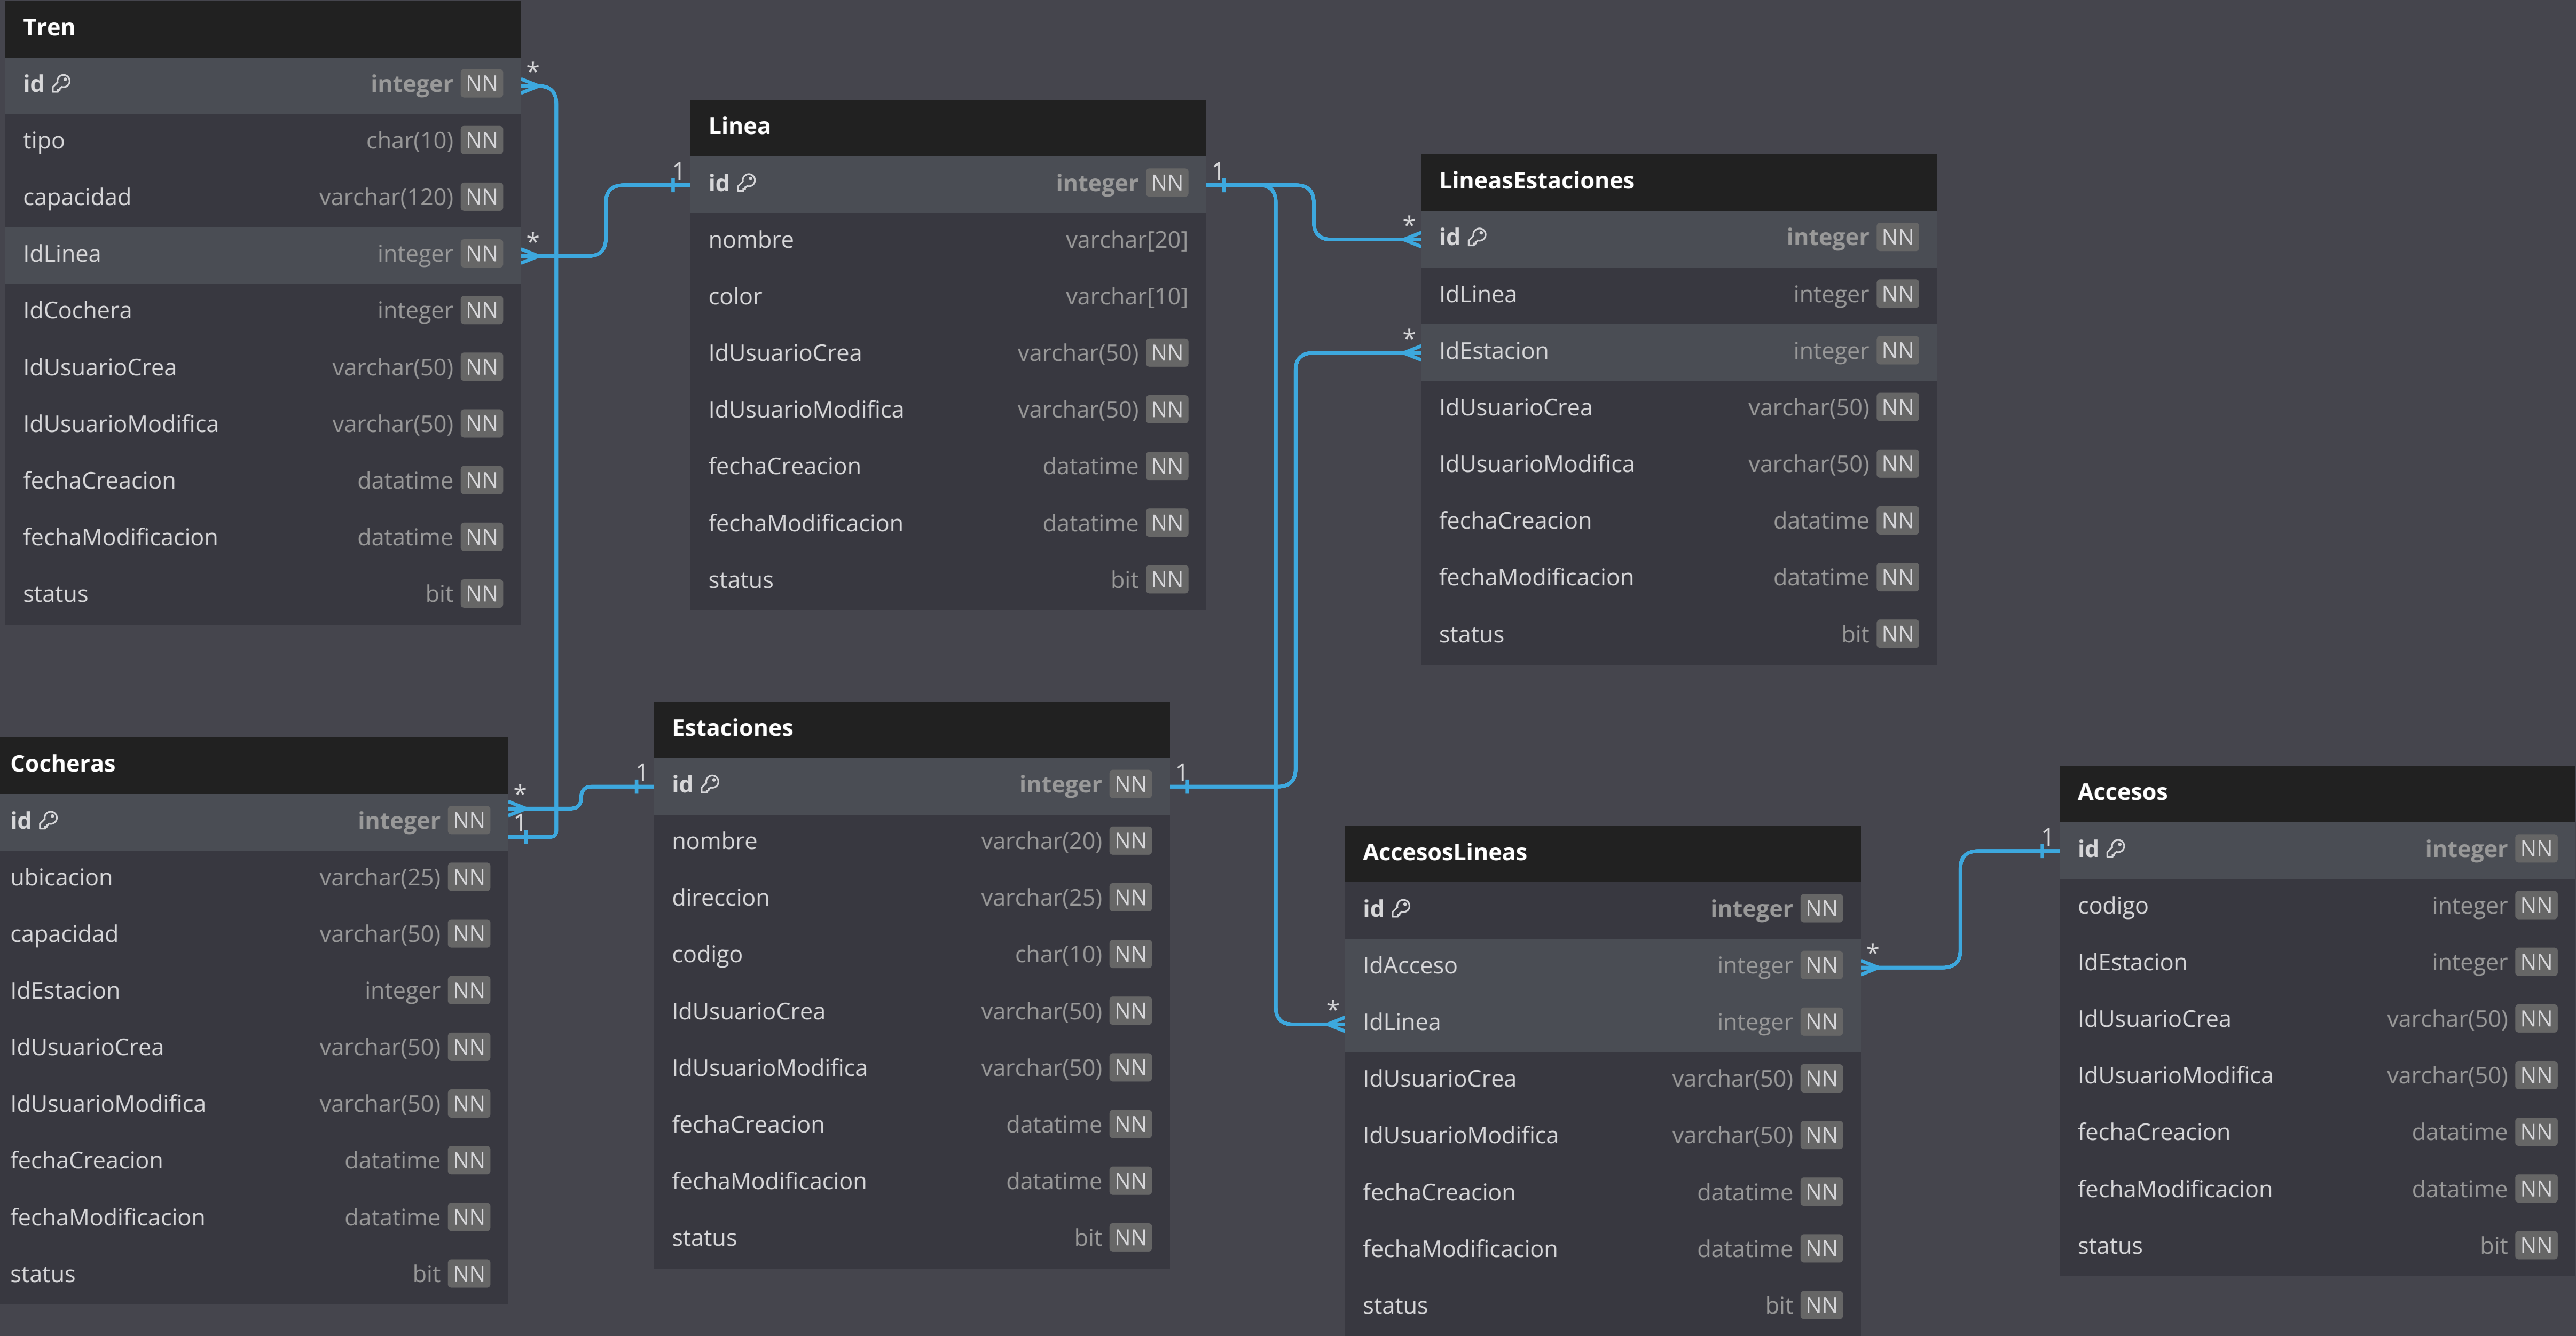 Tren
id integer NN
tipo char(10) NN
capacidad varchar(120) NN
IdLinea integer NN
IdCochera integer NN
IdUsuarioCrea varchar(50) NN
IdUsuarioModifica varchar(50) NN
fechaCreacion datatime NN
fechaModificacion datatime NN
status bit NN
*
*
Linea
1
1
id integer NN
nombre varchar[20]
color varchar[10]
IdUsuarioCrea varchar(50) NN
IdUsuarioModifica varchar(50) NN
fechaCreacion datatime NN
fechaModificacion datatime NN
status bit NN
LineasEstaciones
*
id integer NN
IdLinea integer NN
*
IdEstacion integer NN
IdUsuarioCrea varchar(50) NN
IdUsuarioModifica varchar(50) NN
fechaCreacion datatime NN
fechaModificacion datatime NN
status bit NN
Cocheras
*
1
id integer NN
ubicacion varchar(25) NN
capacidad varchar(50) NN
IdEstacion integer NN
IdUsuarioCrea varchar(50) NN
IdUsuarioModifica varchar(50) NN
fechaCreacion datatime NN
fechaModificacion datatime NN
status bit NN
Estaciones
1
1
id integer NN
nombre varchar(20) NN
direccion varchar(25) NN
codigo char(10) NN
IdUsuarioCrea varchar(50) NN
IdUsuarioModifica varchar(50) NN
fechaCreacion datatime NN
fechaModificacion datatime NN
status bit NN
AccesosLineas
id integer NN
IdAcceso integer NN
*
*
IdLinea integer NN
IdUsuarioCrea varchar(50) NN
IdUsuarioModifica varchar(50) NN
fechaCreacion datatime NN
fechaModificacion datatime NN
status bit NN
Accesos
1
id integer NN
codigo integer NN
IdEstacion integer NN
IdUsuarioCrea varchar(50) NN
IdUsuarioModifica varchar(50) NN
fechaCreacion datatime NN
fechaModificacion datatime NN
status bit NN